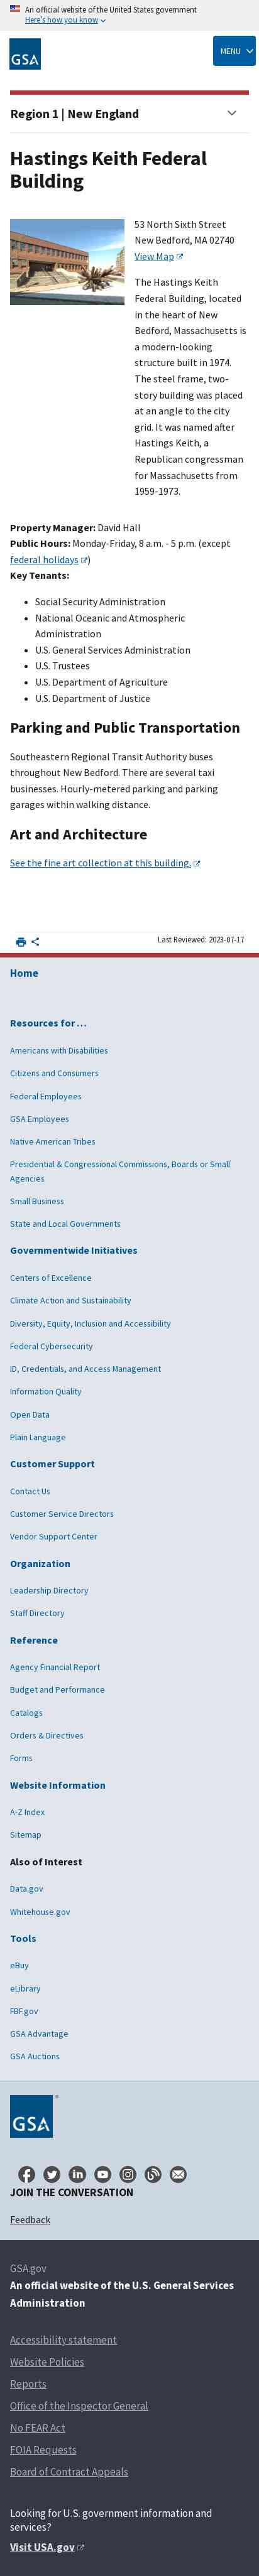 An official website of the United States government
Here's how you know
GSA
MENU
Region 1 | New England
Hastings Keith Federal
Building
53 North Sixth Street
New Bedford, MA 02740
View Map
The Hastings Keith
Federal Building, located
in the heart of New
Bedford, Massachusetts is
a modern-looking
structure built in 1974.
The steel frame, two-
story building was placed
at an angle to the city
grid. It was named after
Hastings Keith, a
Republican congressman
for Massachusetts from
1959-1973.
Property Manager: David Hall
Public Hours: Monday-Friday, 8 a.m. - 5 p.m. (except
federal holidays)
Key Tenants:
• Social Security Administration
• National Oceanic and Atmospheric
Administration
• U.S. General Services Administration
• U.S. Trustees
• U.S. Department of Agriculture
• U.S. Department of Justice
Parking and Public Transportation
Southeastern Regional Transit Authority buses
throughout New Bedford. There are several taxi
businesses. Hourly-metered parking and parking
garages within walking distance.
Art and Architecture
See the fine art collection at this building.
Last Reviewed: 2023-07-17
Home
Resources for …
Americans with Disabilities
Citizens and Consumers
Federal Employees
GSA Employees
Native American Tribes
Presidential & Congressional Commissions, Boards or Small
Agencies
Small Business
State and Local Governments
Governmentwide Initiatives
Centers of Excellence
Climate Action and Sustainability
Diversity, Equity, Inclusion and Accessibility
Federal Cybersecurity
ID, Credentials, and Access Management
Information Quality
Open Data
Plain Language
Customer Support
Contact Us
Customer Service Directors
Vendor Support Center
Organization
Leadership Directory
Staff Directory
Reference
Agency Financial Report
Budget and Performance
Catalogs
Orders & Directives
Forms
Website Information
A-Z Index
Sitemap
Also of Interest
Data.gov
Whitehouse.gov
Tools
eBuy
eLibrary
FBF.gov
GSA Advantage
GSA Auctions
GSA®
JOIN THE CONVERSATION
Feedback
GSA.gov
An official website of the U.S. General Services
Administration
Accessibility statement
Website Policies
Reports
Office of the Inspector General
No FEAR Act
FOIA Requests
Board of Contract Appeals
Looking for U.S. government information and
services?
Visit USA.gov